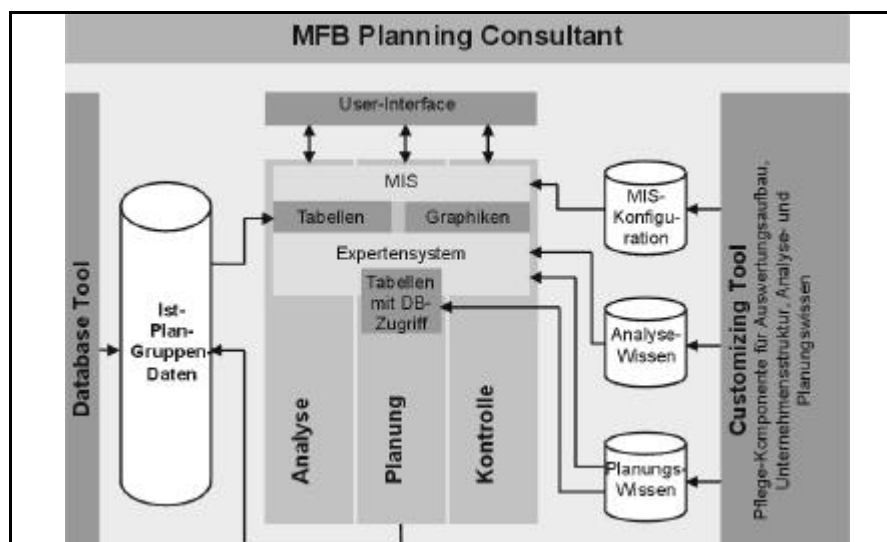 MFB Planning Consultant
User-Interface
MIS
Tabellen
Graphiken
Expertensystem
Tabellen
mit DB-
Zugriff
Analyse
Planung
Kontrolle
Database Tool
Ist-
Plan-
Gruppen-
Daten
MIS-
Konfigu-
ration
Analyse-
Wissen
Planungs-
Wissen
Customizing Tool
Pflege-Komponente für Auswertungsaufbau,
Unternehmensstruktur, Analyse- und
Planungswissen